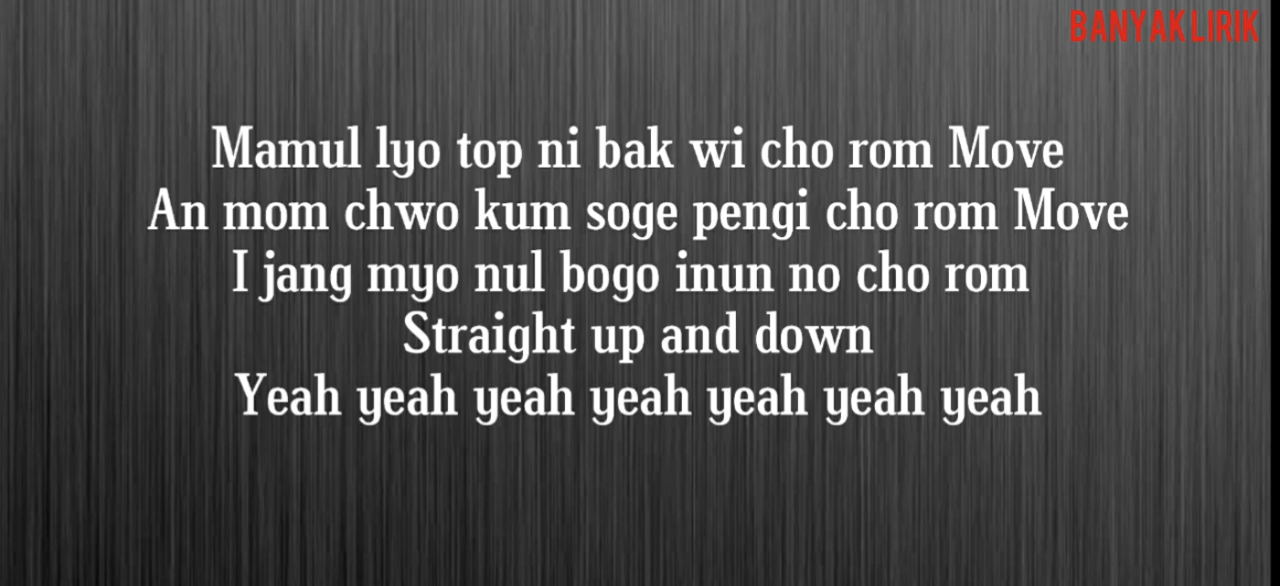 BANYAK LIRIK
Mamul lyo top ni bak wi cho rom Move
An mom chwo kum soge pengi cho rom Move
I jang myo nul bogo inun no cho rom
Straight up and down
Yeah yeah yeah yeah yeah yeah yeah